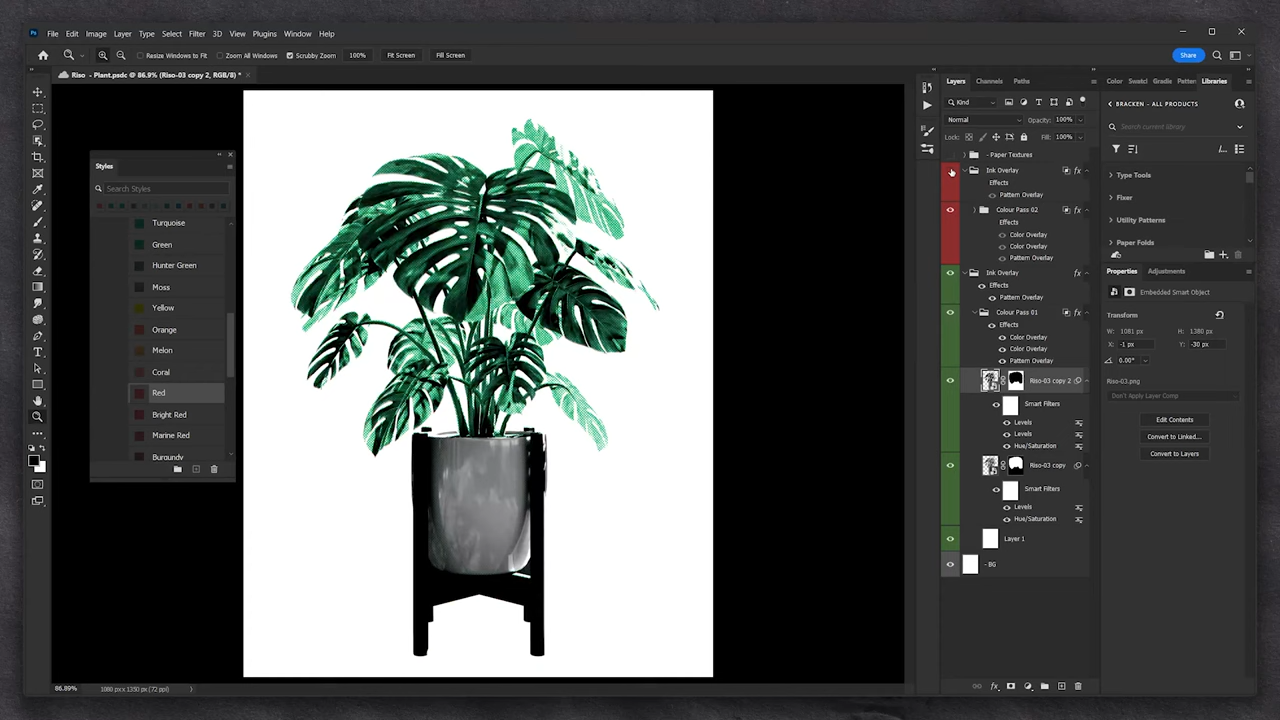 Ps File Edit Image Layer Type Select Filter 3D View Plugins Window Help
Resize Windows to Fit Zoom All Windows Scrubby Zoom 100% Fit Screen Fill Screen Share
Riso - Plant.psdc @ 86.9% (Riso-03 copy 2, RGB/8) * ×
Layers Channels Paths
Color Swatcl Gradie Patter Libraries
Kind
BRACKEN - ALL PRODUCTS
Normal Opacity: 100%
Search current library
Lock: Fill: 100%
- Paper Textures
Ink Overlay fx
Effects
Pattern Overlay
Colour Pass 02 fx
Effects
Color Overlay
Color Overlay
Pattern Overlay
Ink Overlay fx
Effects
Pattern Overlay
Colour Pass 01 fx
Effects
Color Overlay
Color Overlay
Pattern Overlay
Riso-03 copy 2
Smart Filters
Levels
Levels
Hue/Saturation
Riso-03 copy
Smart Filters
Levels
Hue/Saturation
Layer 1
- BG
Type Tools
Fixer
Utility Patterns
Paper Folds
Properties Adjustments
Embedded Smart Object
Transform
W: 1081 px H: 1380 px
X: -1 px Y: -30 px
0.00°
Riso-03.png
Don't Apply Layer Comp
Edit Contents
Convert to Linked...
Convert to Layers
Styles
Search Styles
Turquoise
Green
Hunter Green
Moss
Yellow
Orange
Melon
Coral
Red
Bright Red
Marine Red
Burgundy
86.89% 1080 px x 1350 px (72 ppi)